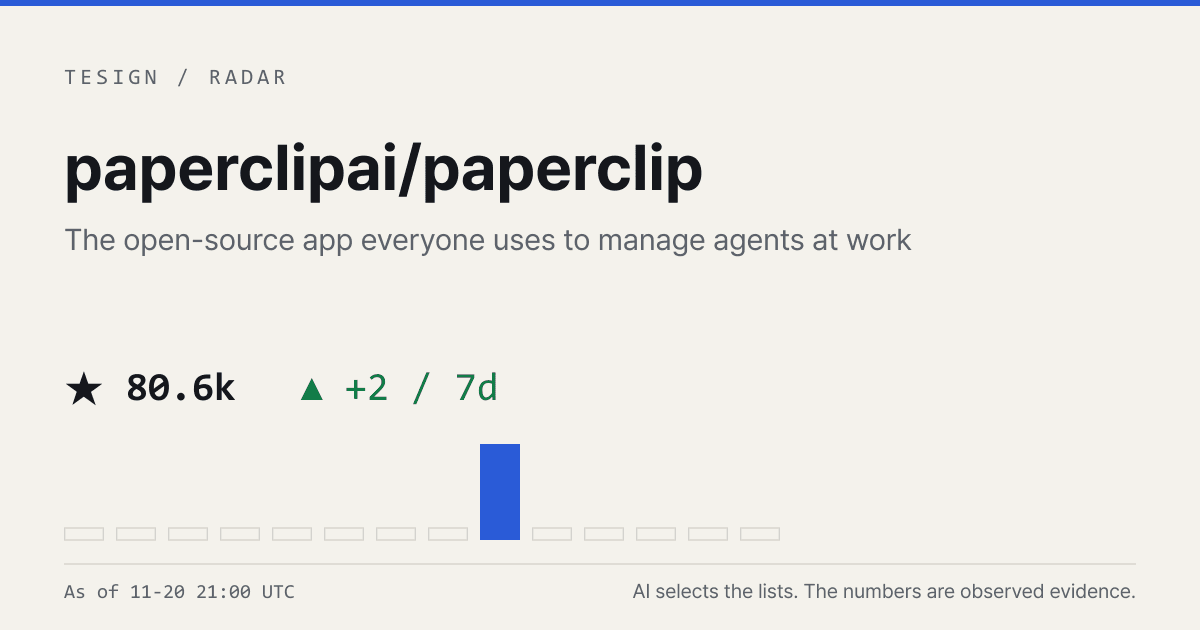 TESIGN / RADAR
paperclipai/paperclip
The open-source app everyone uses to manage agents at work
★ 80.6k ▲ +2 / 7d
As of 11-20 21:00 UTC
AI selects the lists. The numbers are observed evidence.